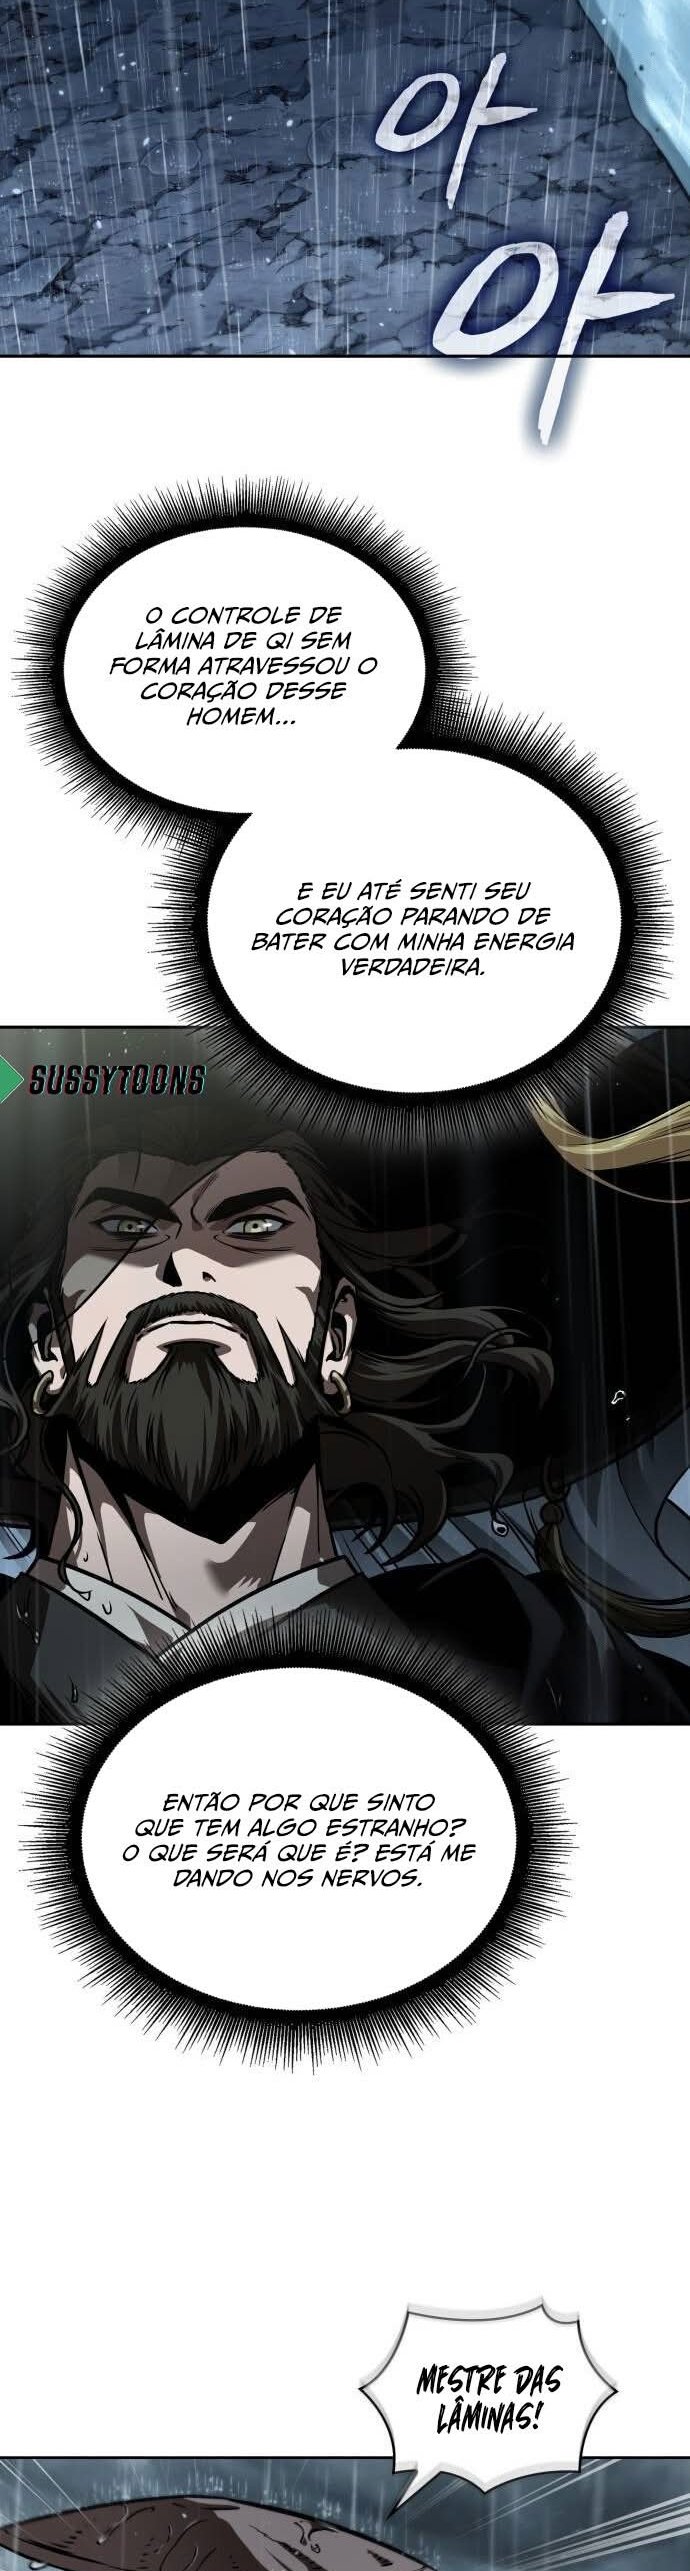 아
아
O CONTROLE DE
LÂMINA DE QI SEM
FORMA ATRAVESSOU O
CORAÇÃO DESSE
HOMEM...
E EU ATÉ SENTI SEU
CORAÇÃO PARANDO DE
BATER COM MINHA ENERGIA
VERDADEIRA.
SUSSYTOONS
ENTÃO POR QUE SINTO
QUE TEM ALGO ESTRANHO?
O QUE SERÁ QUE É? ESTÁ ME
DANDO NOS NERVOS.
MESTRE DAS
LÂMINAS!